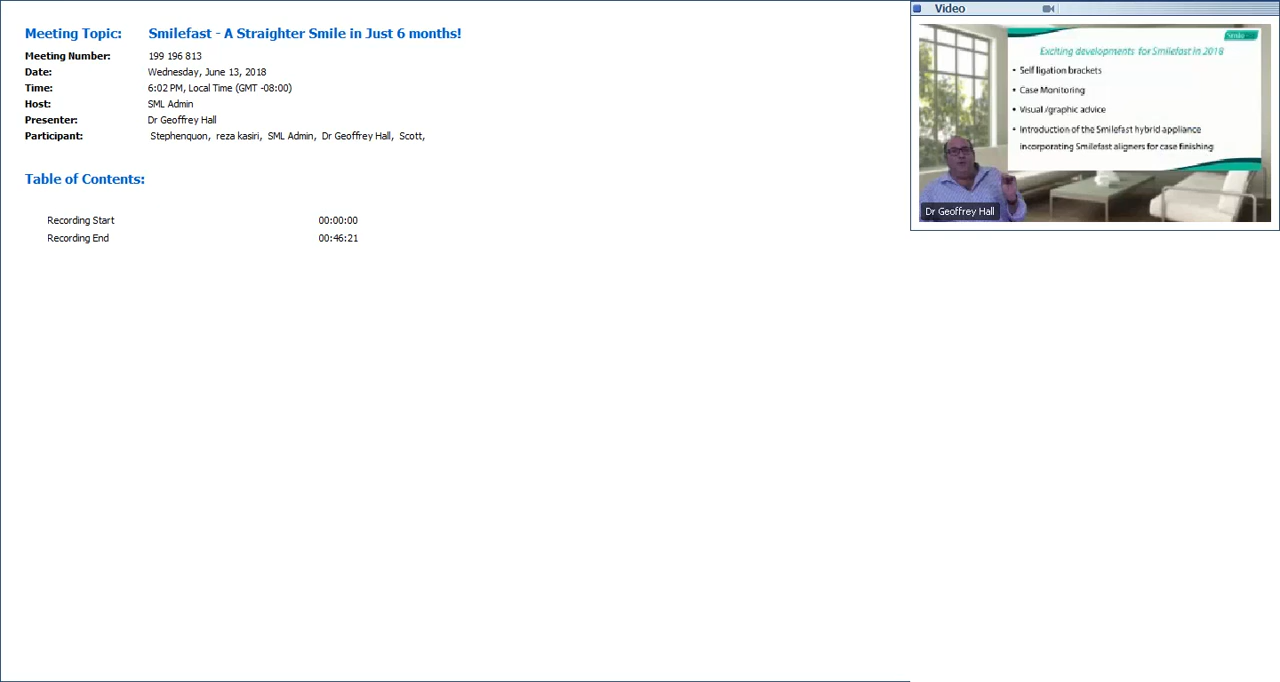 Meeting Topic: Smilefast - A Straighter Smile in Just 6 months!
Meeting Number: 199 196 813
Date: Wednesday, June 13, 2018
Time: 6:02 PM, Local Time (GMT -08:00)
Host: SML Admin
Presenter: Dr Geoffrey Hall
Participant: Stephenquon, reza kasiri, SML Admin, Dr Geoffrey Hall, Scott,
Table of Contents:
Recording Start 00:00:00
Recording End 00:46:21
Video
Smile
Exciting developments for Smilefast in 2018
• Self ligation brackets
• Case Monitoring
• Visual /graphic advice
• Introduction of the Smilefast hybrid appliance
incorporating Smilefast aligners for case finishing
Dr Geoffrey Hall